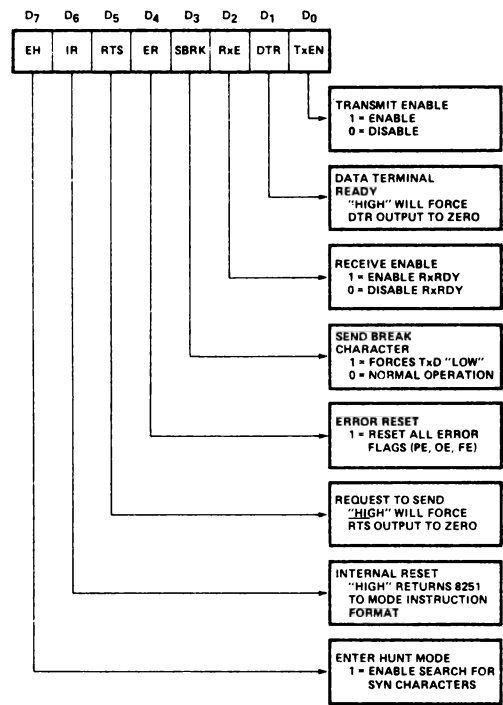 D7 D6 D5 D4 D3 D2 D1 D0
EH IR RTS ER SBRK RxE DTR TxEN
TRANSMIT ENABLE
1 = ENABLE
0 = DISABLE
DATA TERMINAL
READY
"HIGH" WILL FORCE
DTR OUTPUT TO ZERO
RECEIVE ENABLE
1 = ENABLE RxRDY
0 = DISABLE RxRDY
SEND BREAK
CHARACTER
1 = FORCES TxD "LOW"
0 = NORMAL OPERATION
ERROR RESET
1 = RESET ALL ERROR
FLAGS (PE, OE, FE)
REQUEST TO SEND
"HIGH" WILL FORCE
RTS OUTPUT TO ZERO
INTERNAL RESET
"HIGH" RETURNS 8251
TO MODE INSTRUCTION
FORMAT
ENTER HUNT MODE
1 = ENABLE SEARCH FOR
SYN CHARACTERS